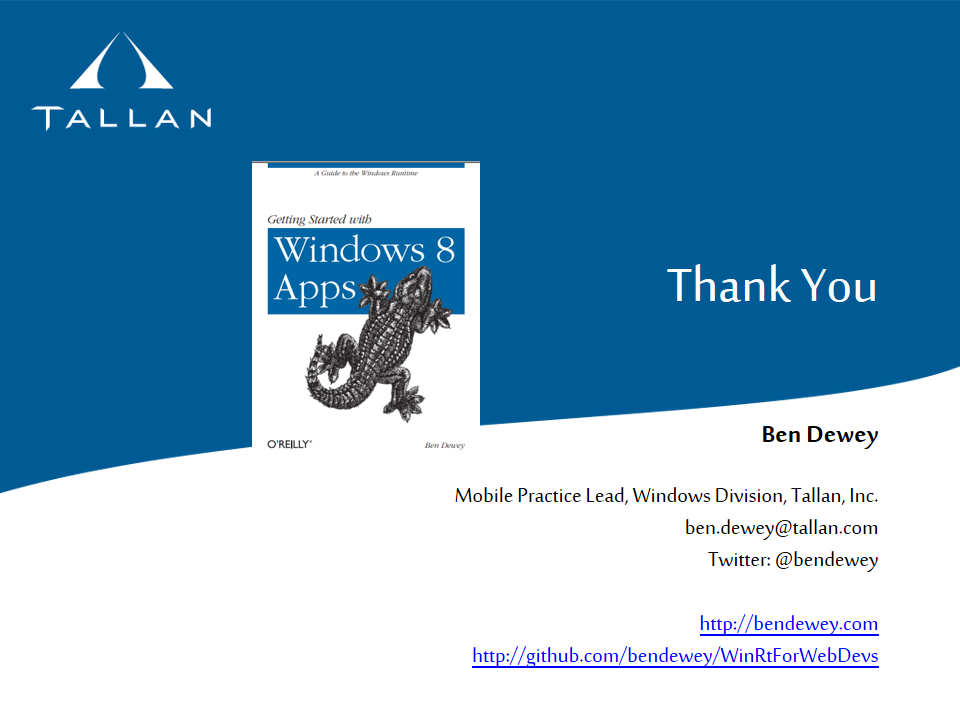 TALLAN
A Guide to the Windows Runtime
Getting Started with
Windows 8
Apps
O'REILLY®
Ben Dewey
Thank You
Ben Dewey
Mobile Practice Lead, Windows Division, Tallan, Inc.
ben.dewey@tallan.com
Twitter: @bendewey
http://bendewey.com
http://github.com/bendewey/WinRtForWebDevs